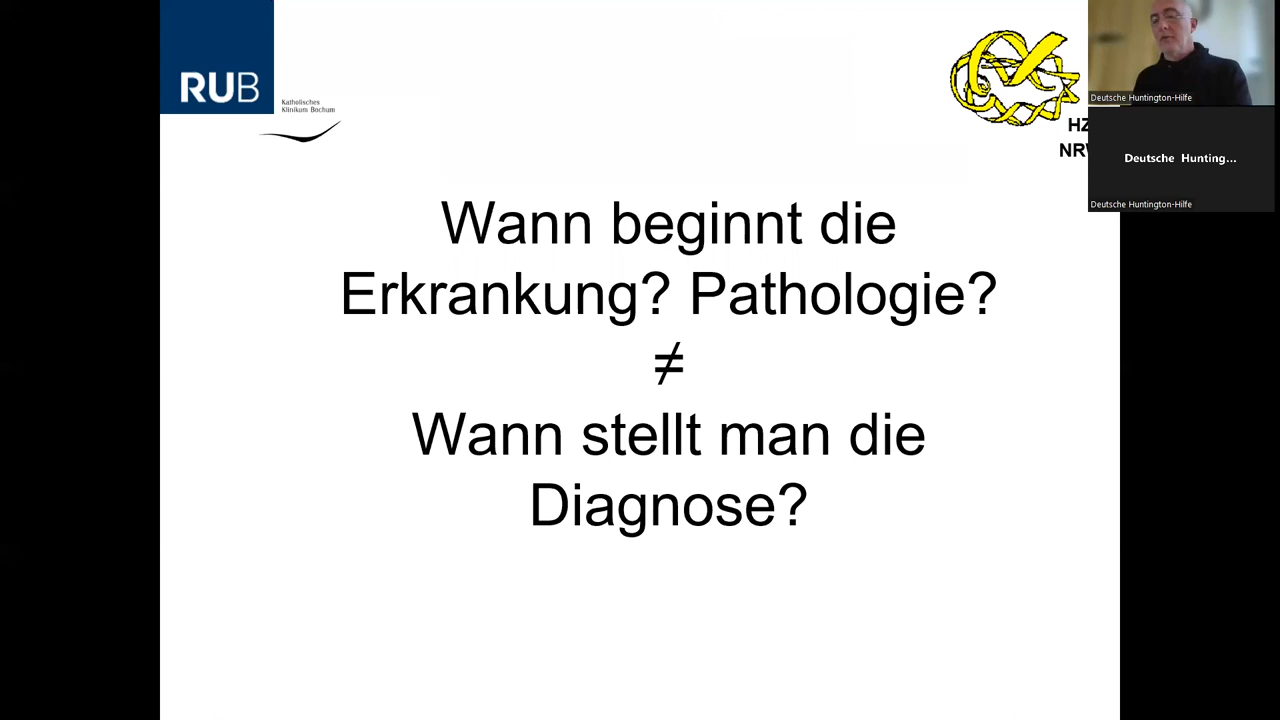 RUB
Katholisches
Klinikum Bochum
HZ
NRW
Deutsche Huntington-Hilfe
Deutsche Hunting...
Deutsche Huntington-Hilfe
Wann beginnt die
Erkrankung? Pathologie?
≠
Wann stellt man die
Diagnose?